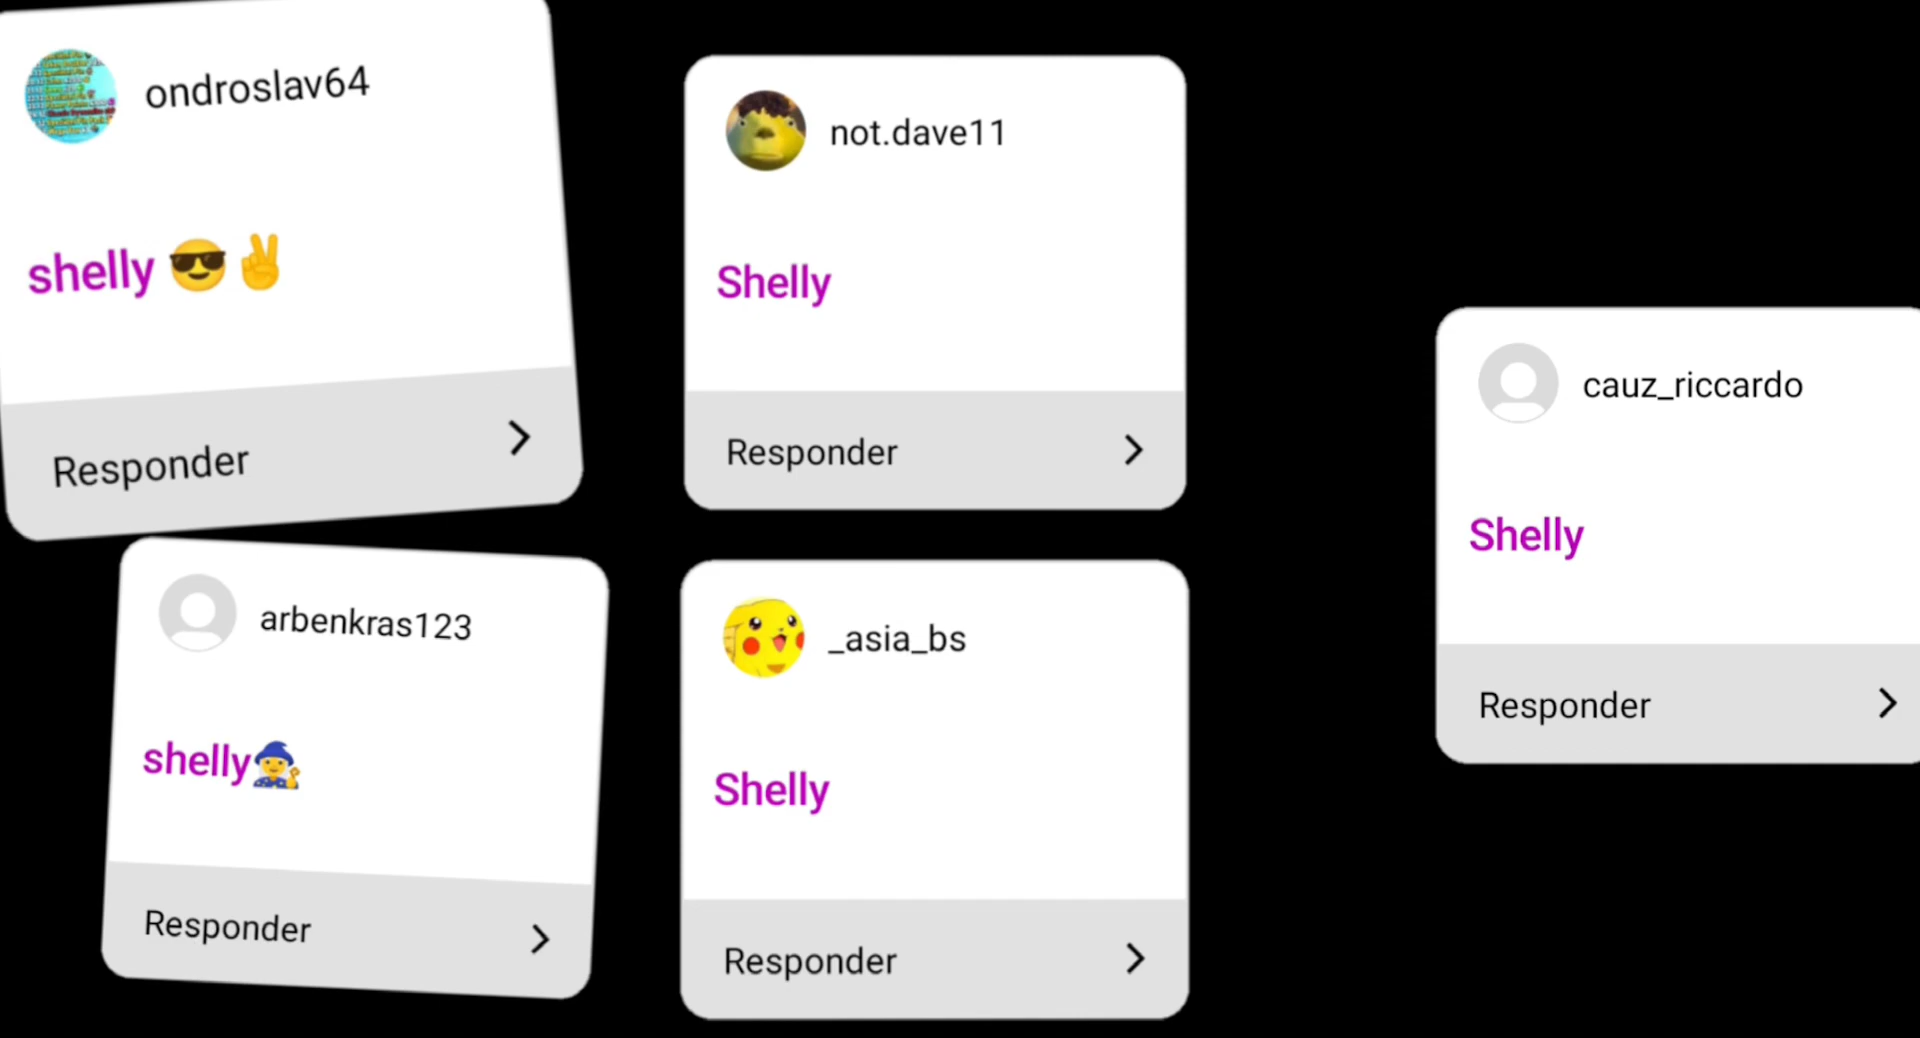 ondroslav64
shelly 😎✌️
Responder
not.dave11
Shelly
Responder
cauz_riccardo
Shelly
Responder
arbenkras123
shelly🧙
Responder
_asia_bs
Shelly
Responder